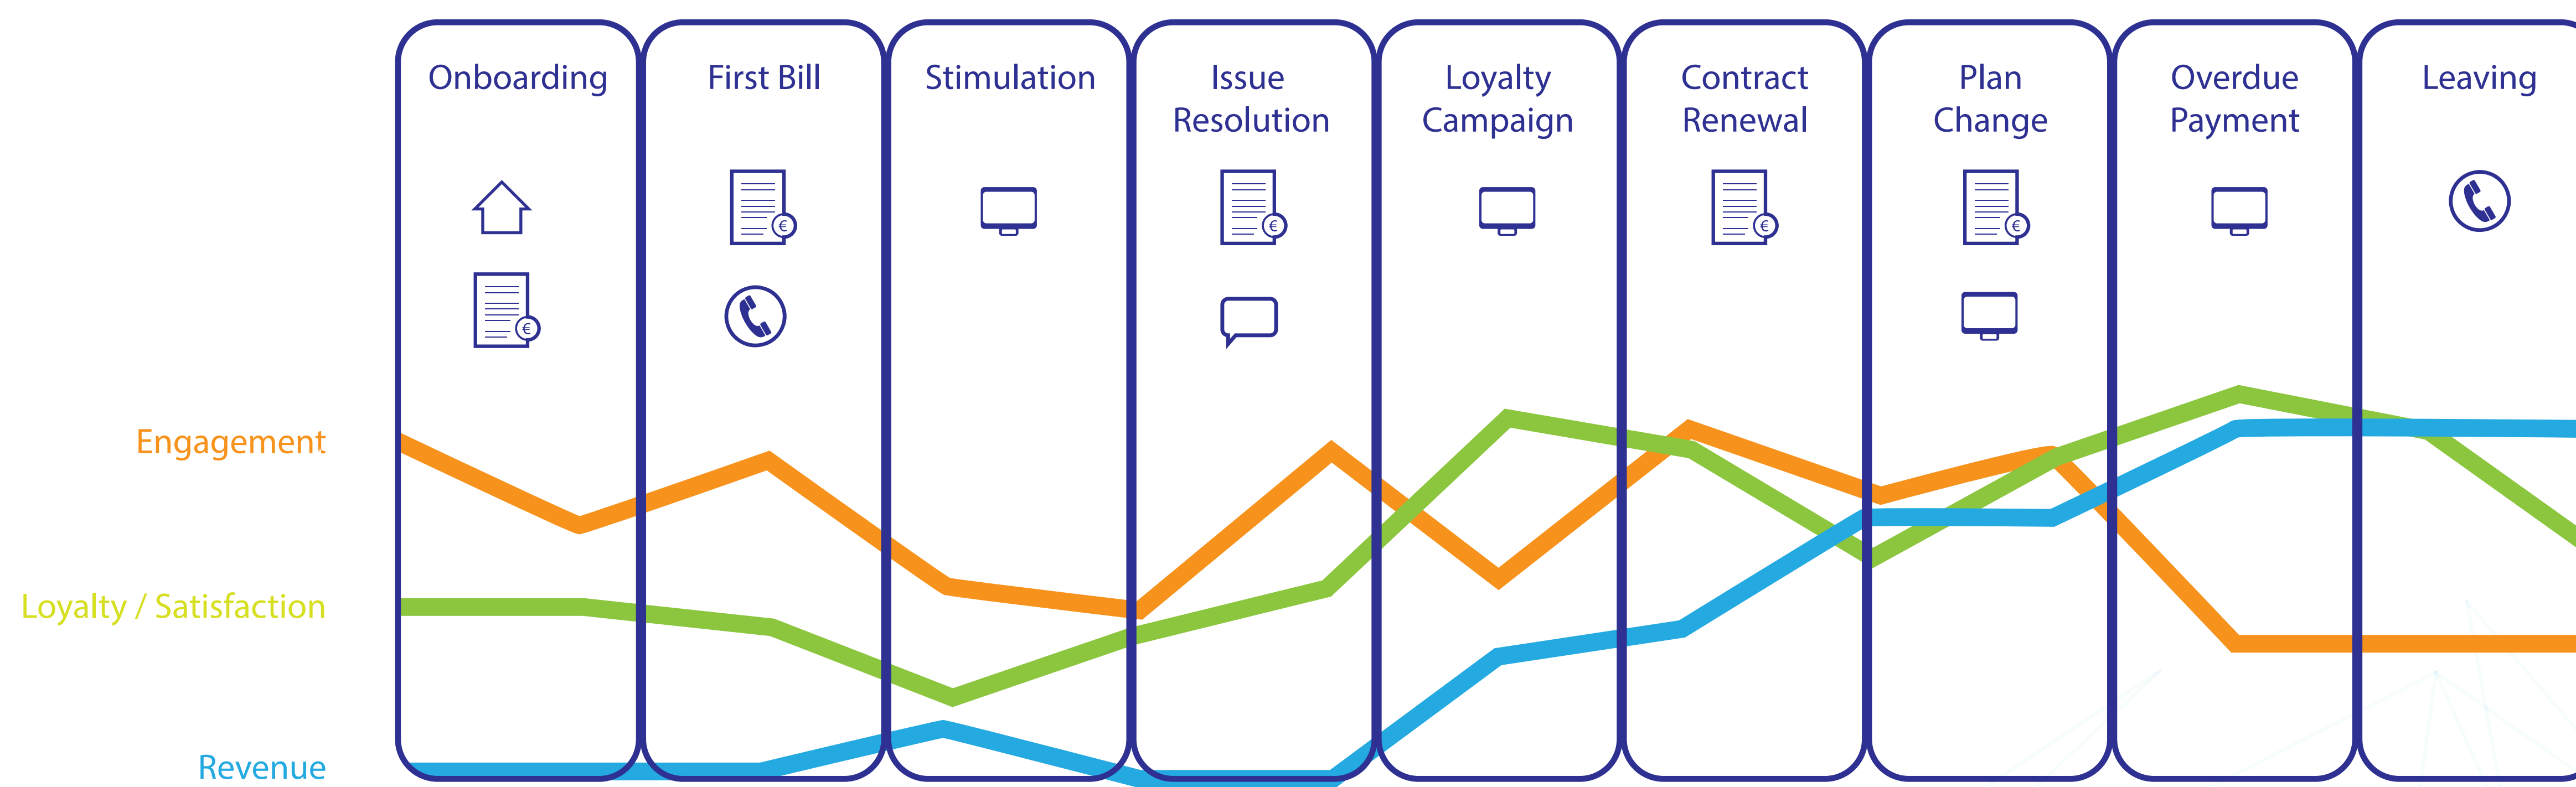 Onboarding
First Bill
Stimulation
Issue
Resolution
Loyalty
Campaign
Contract
Renewal
Plan
Change
Overdue
Payment
Leaving
€
€
€
€
€
€
Engagement
Loyalty / Satisfaction
Revenue